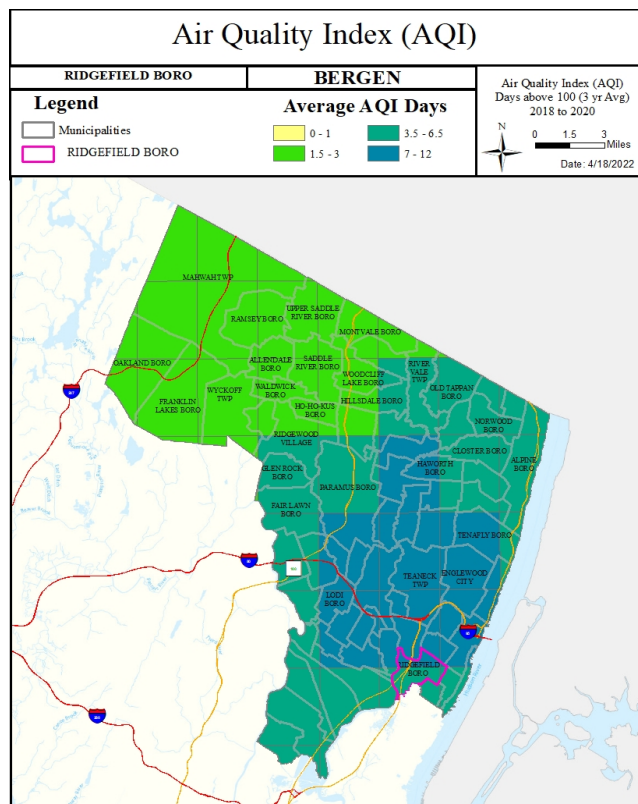 Air Quality Index (AQI)
RIDGEFIELD BORO
BERGEN
Legend
Municipalities
RIDGEFIELD BORO
Average AQI Days
0 - 1
3.5 - 6.5
1.5 - 3
7 - 12
Air Quality Index (AQI)
Days above 100 (3 yr Avg)
2018 to 2020
N
0 1.5 3
Miles
Date: 4/18/2022
MAHWAH TWP
UPPER SADDLE
RIVER BORO
RAMSEY BORO
MONTVALE BORO
OAKLAND BORO
ALLENDALE
BORO
SADDLE
RIVER BORO
RIVER
VALE
TWP
WOODCLIFF
LAKE BORO
OLD TAPPAN
BORO
WYCKOFF
TWP
WALDWICK
BORO
FRANKLIN
LAKES BORO
HILLSDALE BORO
HO-HO-KUS
BORO
NORWOOD
BORO
RIDGEWOOD
VILLAGE
CLOSTER BORO
ALPINE
BORO
GLEN ROCK
BORO
HAWORTH
BORO
PARAMUS BORO
FAIR LAWN
BORO
TENAFLY BORO
TEANECK
TWP
ENGLEWOOD
CITY
LODI
BORO
RIDGEFIELD
BORO